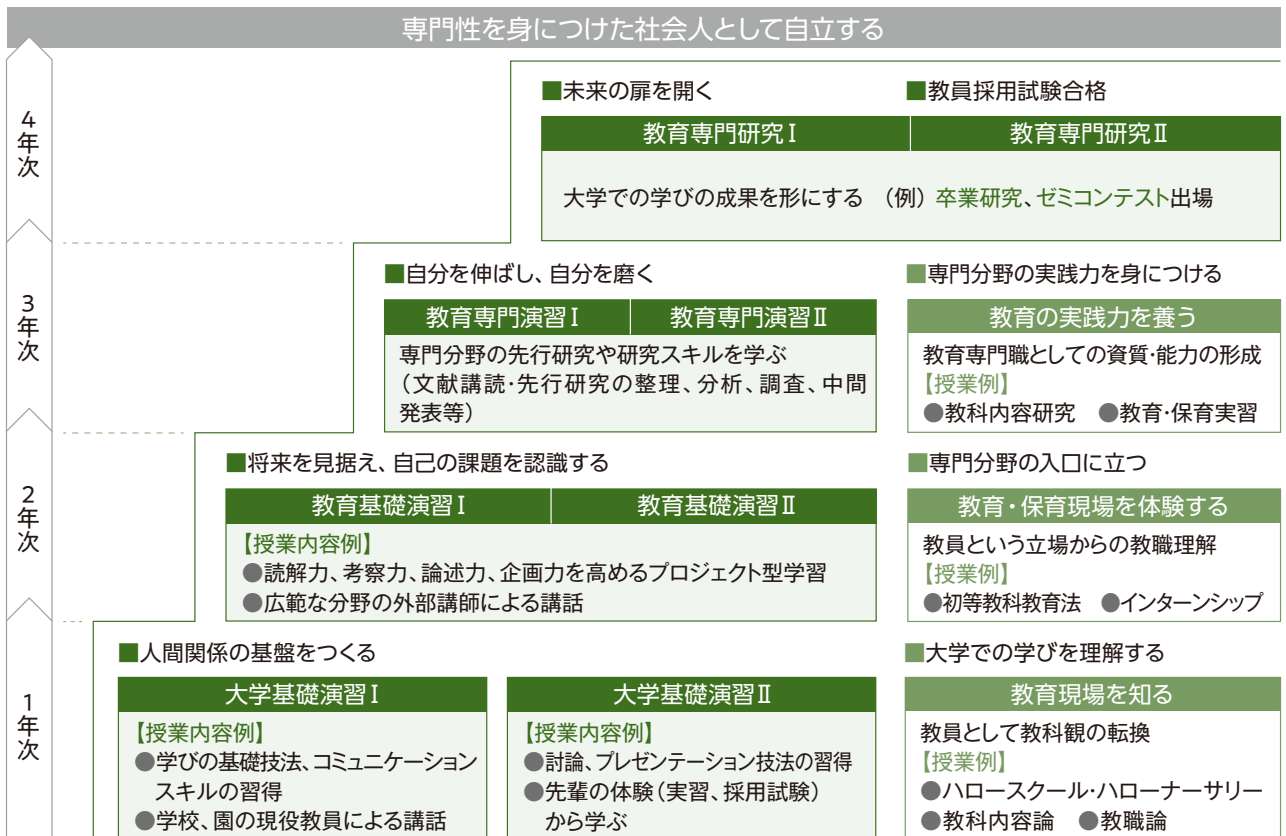 専門性を身につけた社会人として自立する
4年次
■未来の扉を開く
■教員採用試験合格
教育専門研究Ⅰ
教育専門研究Ⅱ
大学での学びの成果を形にする （例） 卒業研究、ゼミコンテスト出場
3年次
■自分を伸ばし、自分を磨く
教育専門演習Ⅰ
教育専門演習Ⅱ
専門分野の先行研究や研究スキルを学ぶ
（文献講読・先行研究の整理、分析、調査、中間
発表等）
■専門分野の実践力を身につける
教育の実践力を養う
教育専門職としての資質・能力の形成
【授業例】
●教科内容研究 ●教育・保育実習
2年次
■将来を見据え、自己の課題を認識する
教育基礎演習Ⅰ
教育基礎演習Ⅱ
【授業内容例】
●読解力、考察力、論述力、企画力を高めるプロジェクト型学習
●広範な分野の外部講師による講話
■専門分野の入口に立つ
教育・保育現場を体験する
教員という立場からの教職理解
【授業例】
●初等教科教育法 ●インターンシップ
1年次
■人間関係の基盤をつくる
大学基礎演習Ⅰ
【授業内容例】
●学びの基礎技法、コミュニケーション
スキルの習得
●学校、園の現役教員による講話
大学基礎演習Ⅱ
【授業内容例】
●討論、プレゼンテーション技法の習得
●先輩の体験（実習、採用試験）
から学ぶ
■大学での学びを理解する
教育現場を知る
教員として教科観の転換
【授業例】
●ハロースクール・ハローナーサリー
●教科内容論 ●教職論